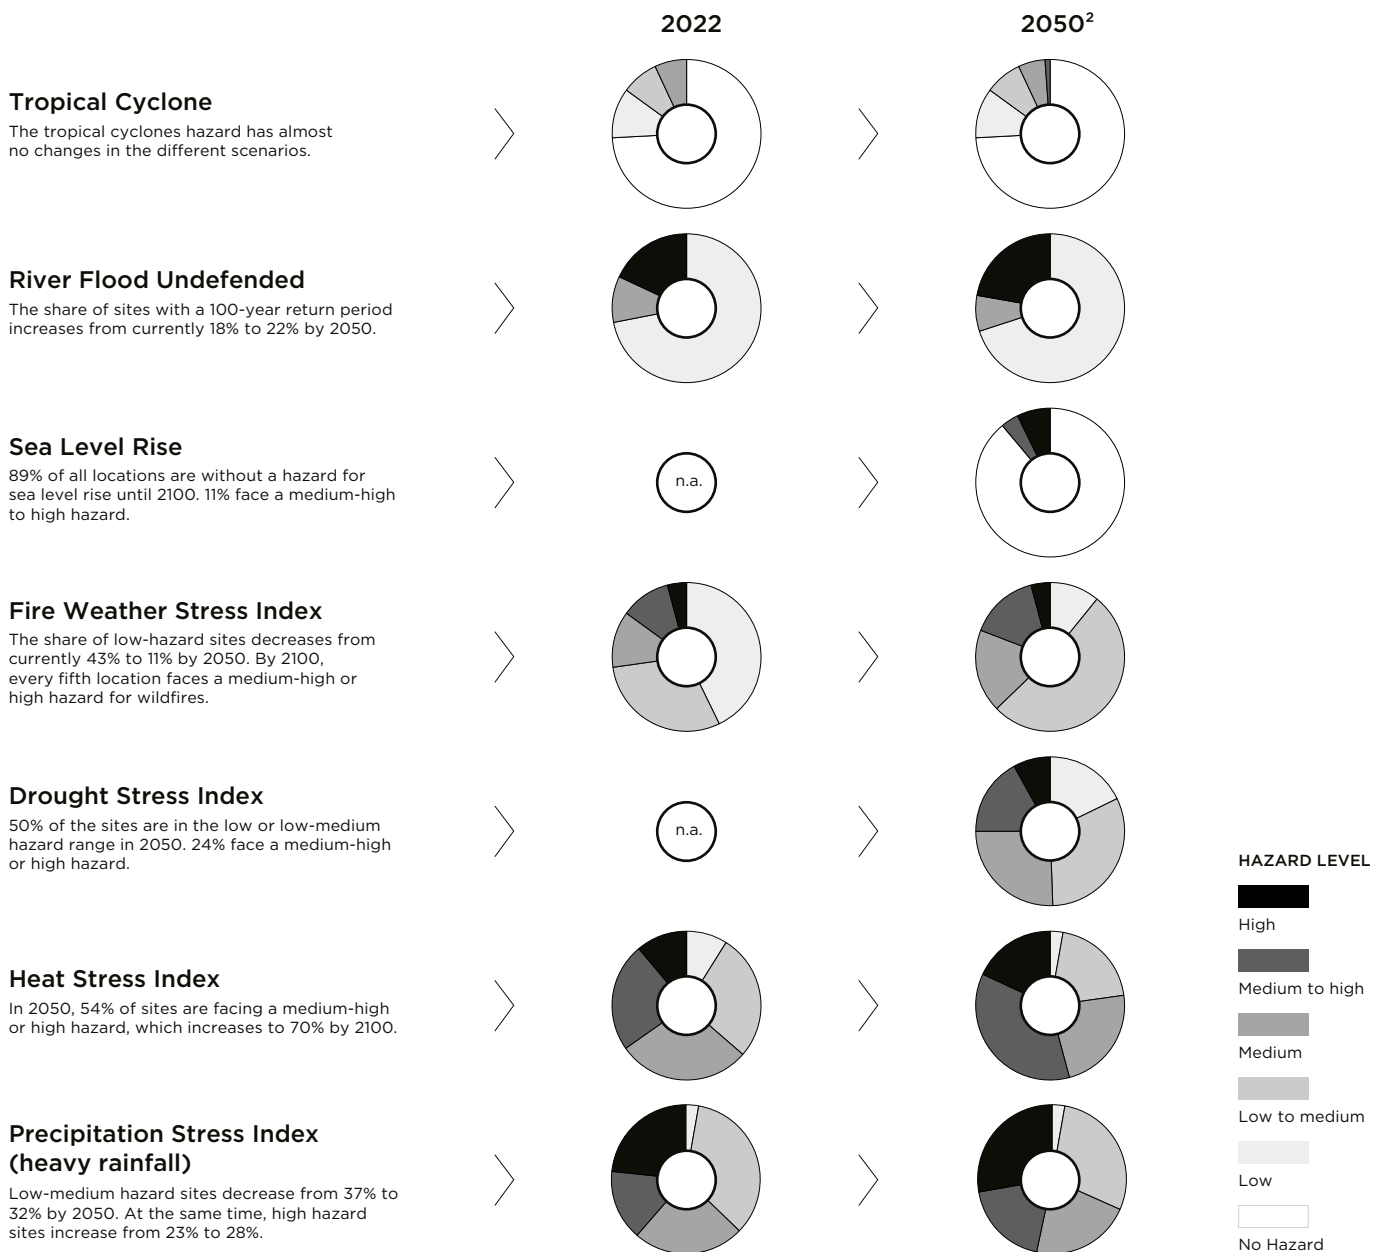 2022
2050²
Tropical Cyclone
The tropical cyclones hazard has almost
no changes in the different scenarios.
River Flood Undefended
The share of sites with a 100-year return period
increases from currently 18% to 22% by 2050.
Sea Level Rise
89% of all locations are without a hazard for
sea level rise until 2100. 11% face a medium-high
to high hazard.
n.a.
Fire Weather Stress Index
The share of low-hazard sites decreases from
currently 43% to 11% by 2050. By 2100,
every fifth location faces a medium-high or
high hazard for wildfires.
Drought Stress Index
50% of the sites are in the low or low-medium
hazard range in 2050. 24% face a medium-high
or high hazard.
n.a.
Heat Stress Index
In 2050, 54% of sites are facing a medium-high
or high hazard, which increases to 70% by 2100.
Precipitation Stress Index
(heavy rainfall)
Low-medium hazard sites decrease from 37% to
32% by 2050. At the same time, high hazard
sites increase from 23% to 28%.
HAZARD LEVEL
High
Medium to high
Medium
Low to medium
Low
No Hazard